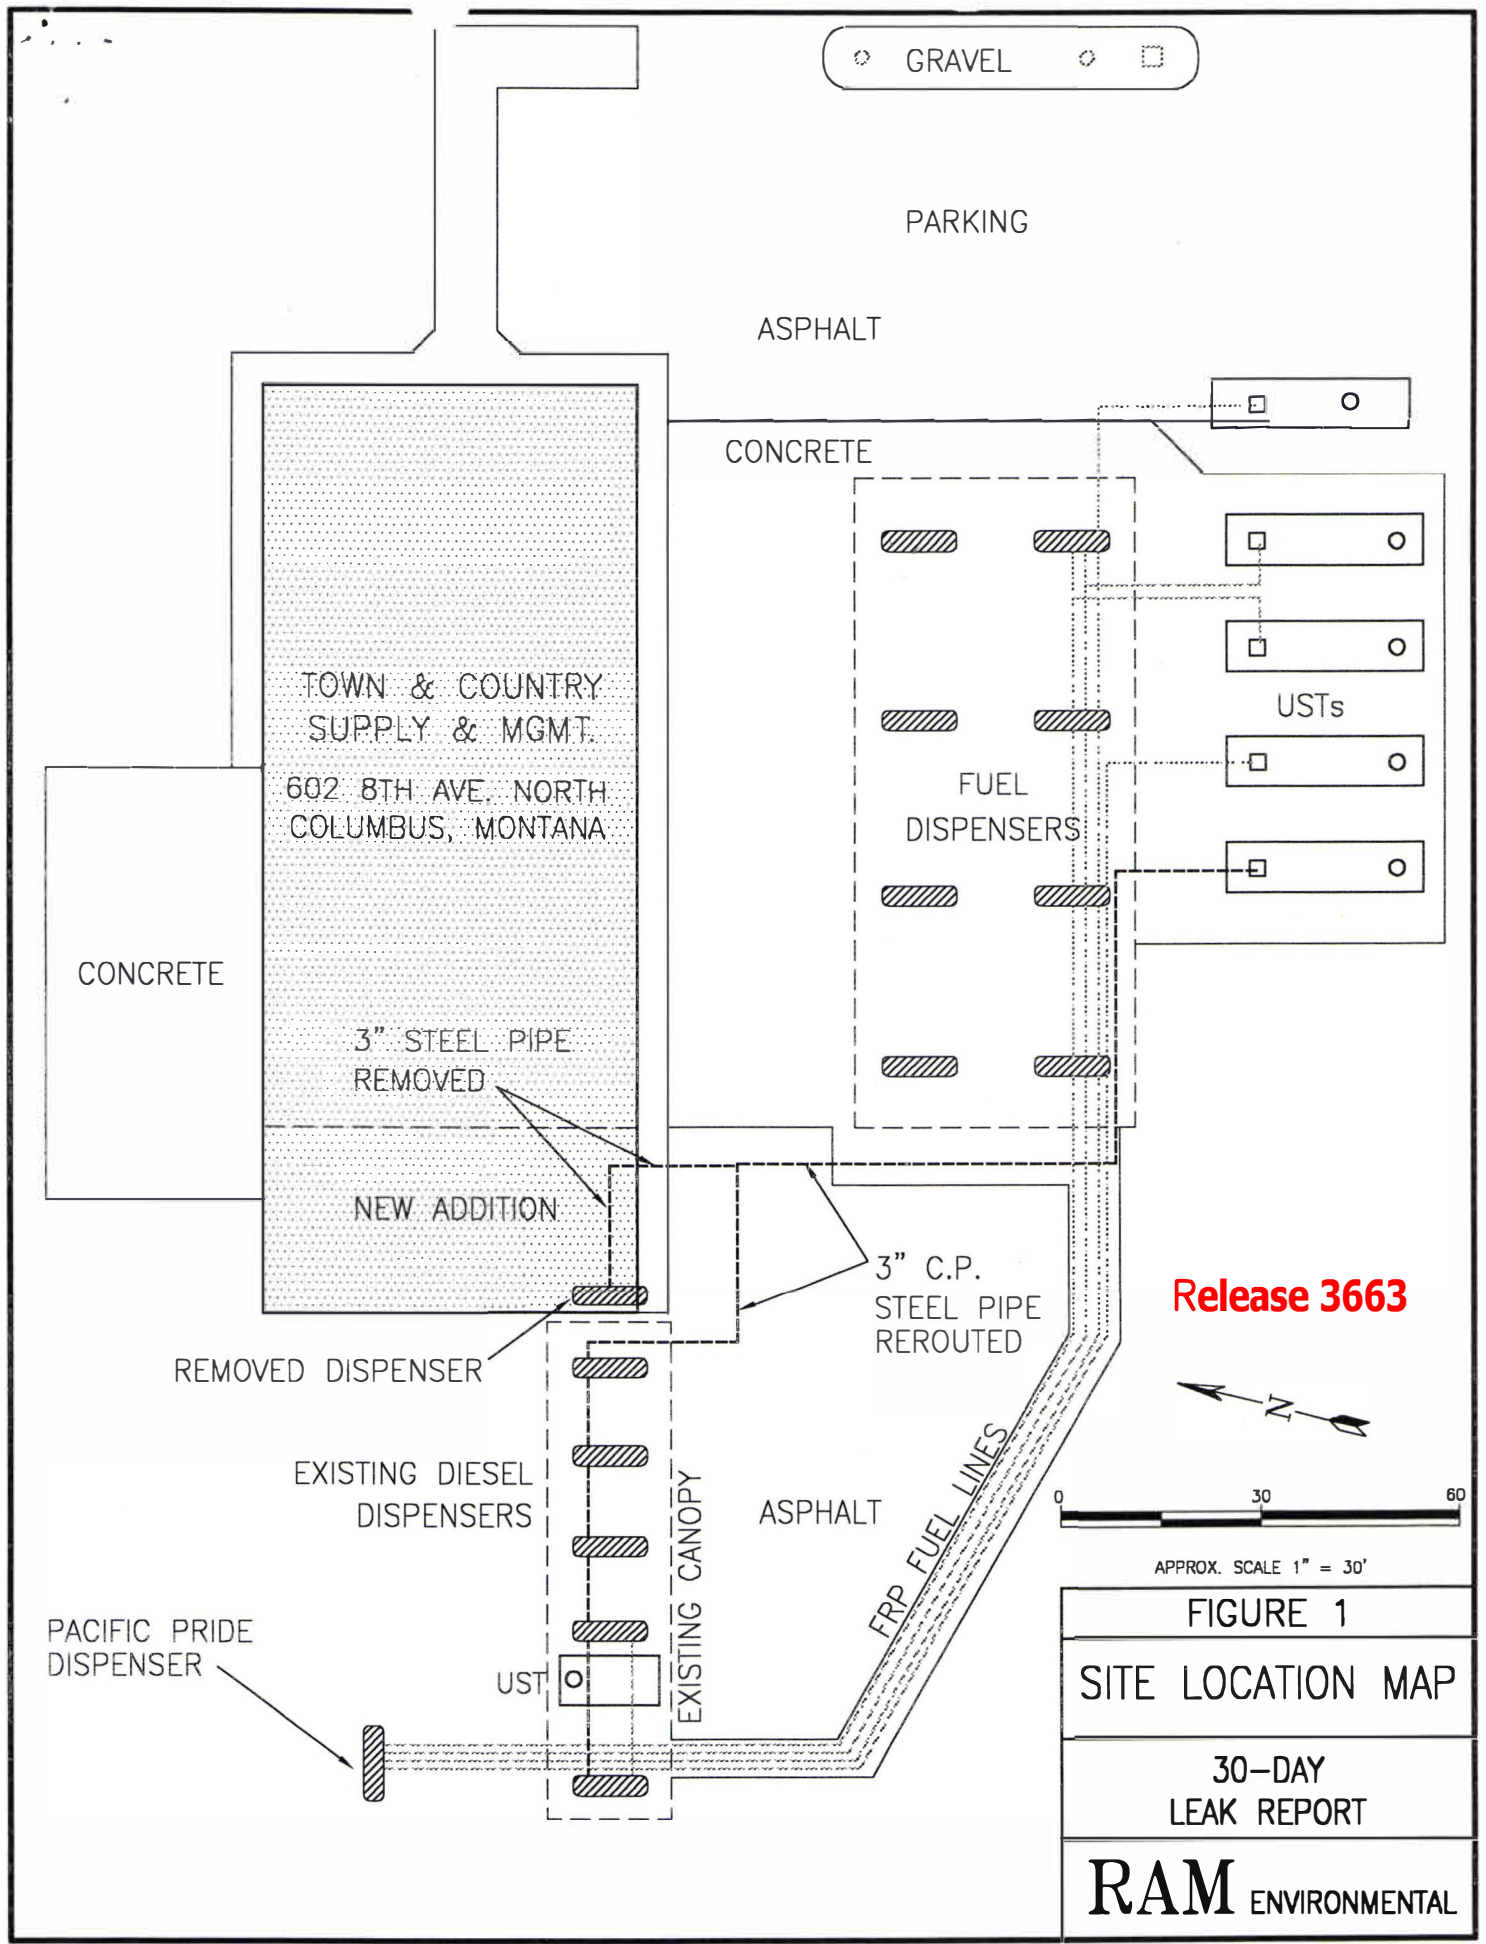 GRAVEL
PARKING
ASPHALT
CONCRETE
TOWN & COUNTRY
SUPPLY & MGMT.
602 8TH AVE. NORTH
COLUMBUS, MONTANA
USTs
FUEL
DISPENSERS
CONCRETE
3" STEEL PIPE
REMOVED
NEW ADDITION
3" C.P.
STEEL PIPE
REROUTED
Release 3663
REMOVED DISPENSER
N
EXISTING DIESEL
DISPENSERS
EXISTING CANOPY
ASPHALT
FRP FUEL LINES
0 30 60
APPROX. SCALE 1" = 30'
PACIFIC PRIDE
DISPENSER
UST
FIGURE 1
SITE LOCATION MAP
30-DAY
LEAK REPORT
RAM ENVIRONMENTAL